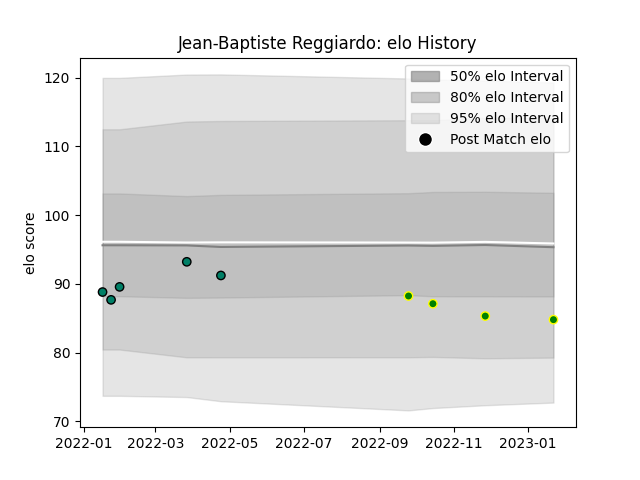 Jean-Baptiste Reggiardo: elo History
120
110
100
90
80
70
elo score
50% elo Interval
80% elo Interval
95% elo Interval
Post Match elo
2022-01
2022-03
2022-05
2022-07
2022-09
2022-11
2023-01